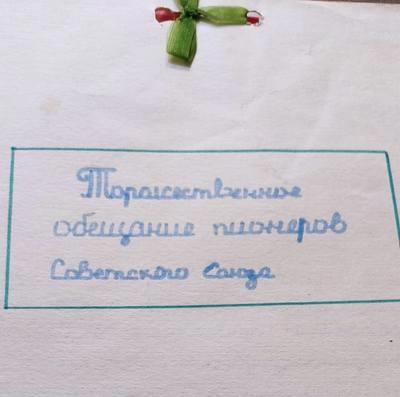 Торжественное
обещание пионеров
Советского Союза